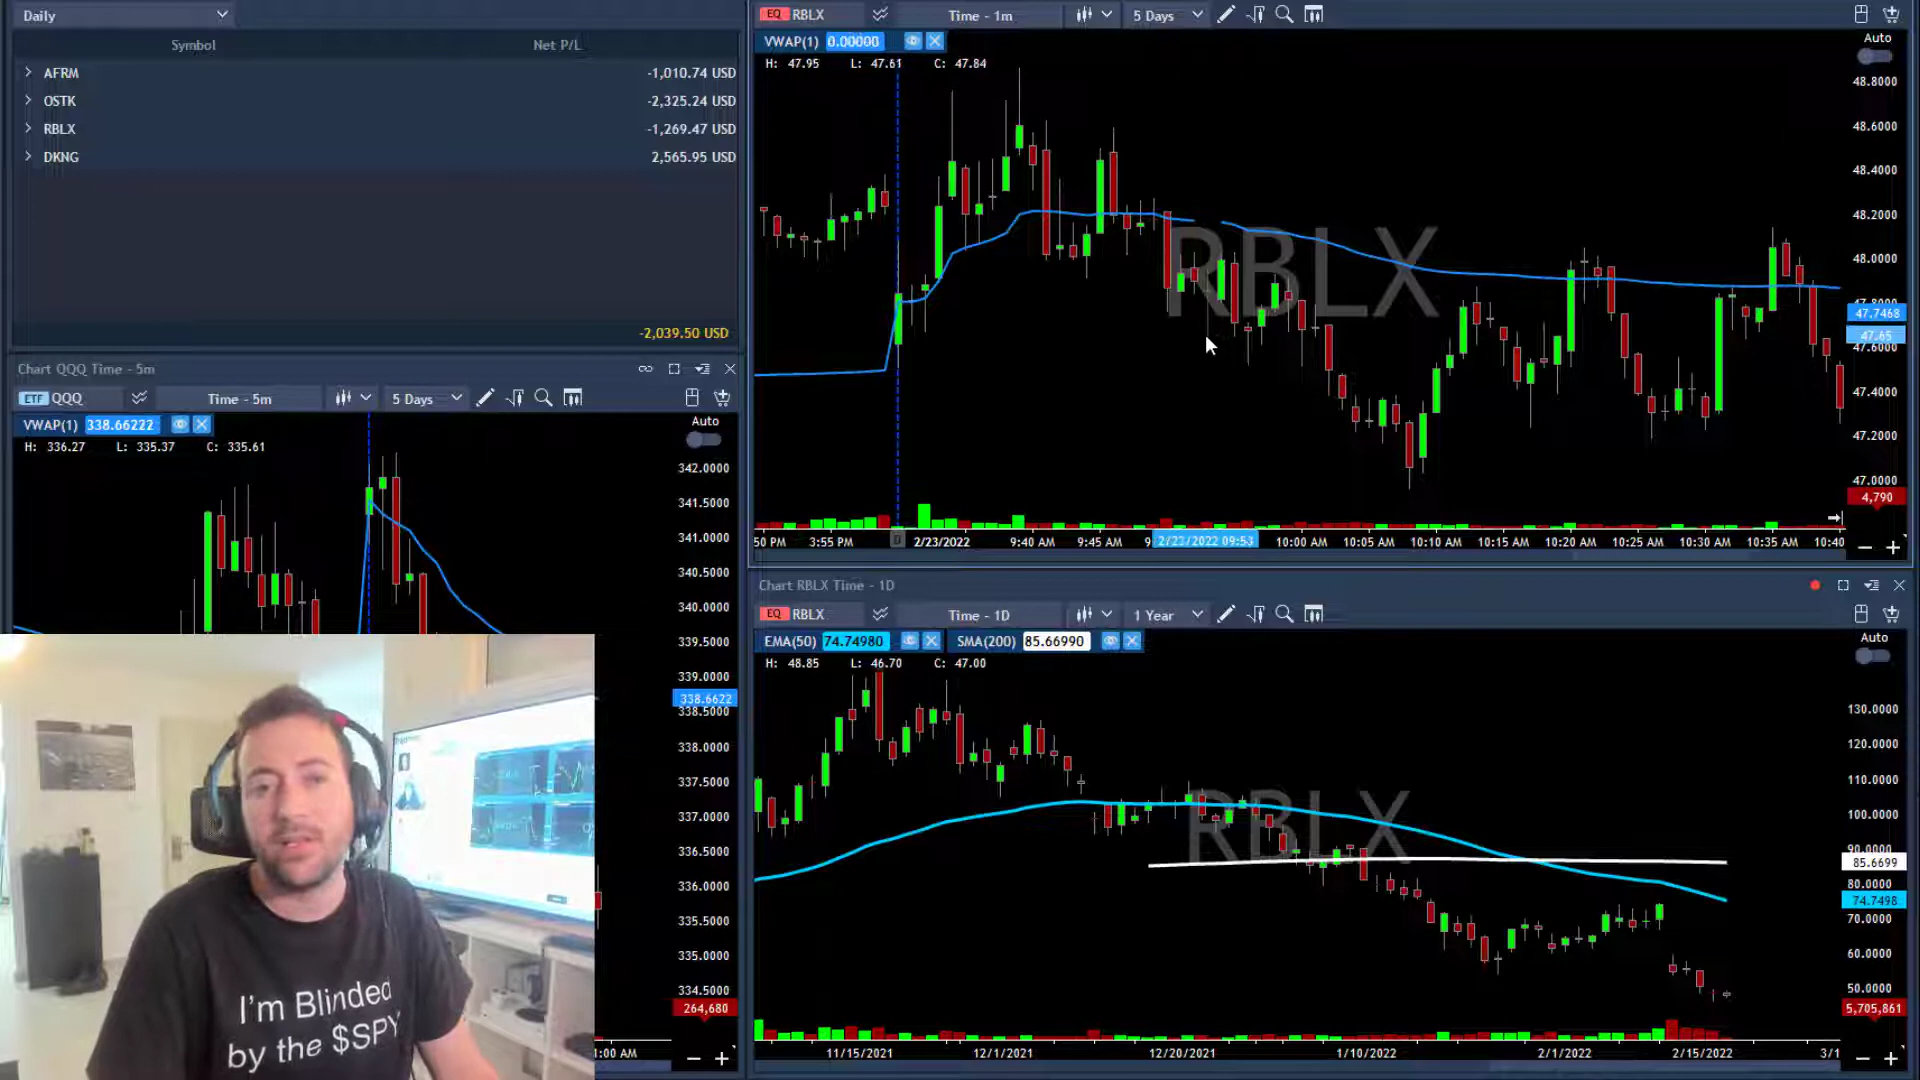 Daily
Symbol Net P/L
AFRM -1,010.74 USD
OSTK -2,325.24 USD
RBLX -1,269.47 USD
DKNG 2,565.95 USD
-2,039.50 USD
Chart QQQ Time - 5m
ETF QQQ Time - 5m 5 Days
VWAP(1) 338.66222 Auto
H: 336.27 L: 335.37 C: 335.61
342.0000
341.5000
341.0000
340.5000
340.0000
339.5000
339.0000
338.6622
338.5000
338.0000
337.5000
337.0000
336.5000
336.0000
335.5000
335.0000
334.5000
264,680
1:00 AM
I'm Blinded
by the $SPY
EQ RBLX Time - 1m 5 Days
VWAP(1) 0.00000 Auto
H: 47.95 L: 47.61 C: 47.84
RBLX
48.8000
48.6000
48.4000
48.2000
48.0000
47.8000
47.7468
47.65
47.6000
47.4000
47.2000
47.0000
4,790
50 PM 3:55 PM 2/23/2022 9:40 AM 9:45 AM 9 2/23/2022 09:53 10:00 AM 10:05 AM 10:10 AM 10:15 AM 10:20 AM 10:25 AM 10:30 AM 10:35 AM 10:40
Chart RBLX Time - 1D
EQ RBLX Time - 1D 1 Year
EMA(50) 74.74980 SMA(200) 85.66990 Auto
H: 48.85 L: 46.70 C: 47.00
RBLX
130.0000
120.0000
110.0000
100.0000
90.0000
85.6699
80.0000
74.7498
70.0000
60.0000
50.0000
5,705,861
11/15/2021 12/1/2021 12/20/2021 1/10/2022 2/1/2022 2/15/2022 3/1